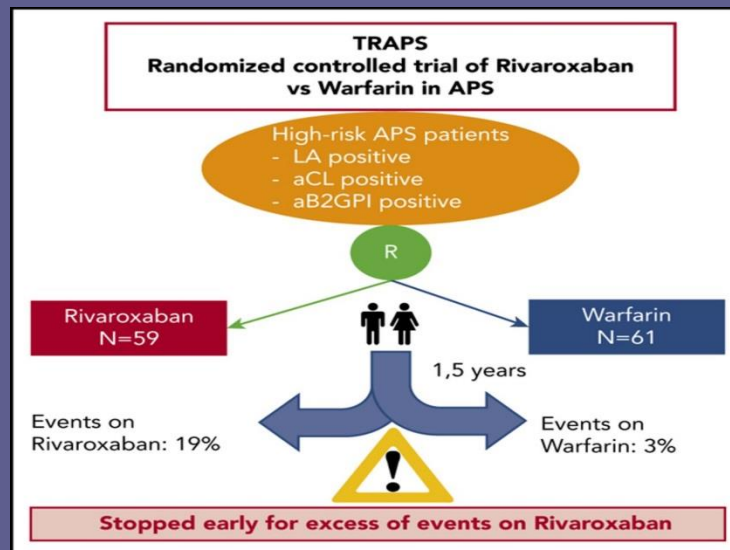 TRAPS
Randomized controlled trial of Rivaroxaban
vs Warfarin in APS
High-risk APS patients
- LA positive
- aCL positive
- aB2GPI positive
R
Rivaroxaban
N=59
Warfarin
N=61
1,5 years
Events on
Rivaroxaban: 19%
Events on
Warfarin: 3%
!
Stopped early for excess of events on Rivaroxaban